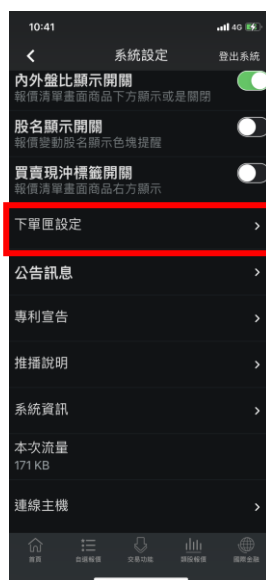 10:41
4G
系統設定
登出系統
內外盤比顯示開關
報價清單畫面商品下方顯示或是關閉
股名顯示開關
報價變動股名顯示色塊提醒
買賣現沖標籤開關
報價清單畫面商品右方顯示
下單匣設定
公告訊息
專利宣告
推播說明
系統資訊
本次流量
171 KB
連線主機
首頁
自選報價
交易功能
類股報價
國際金融